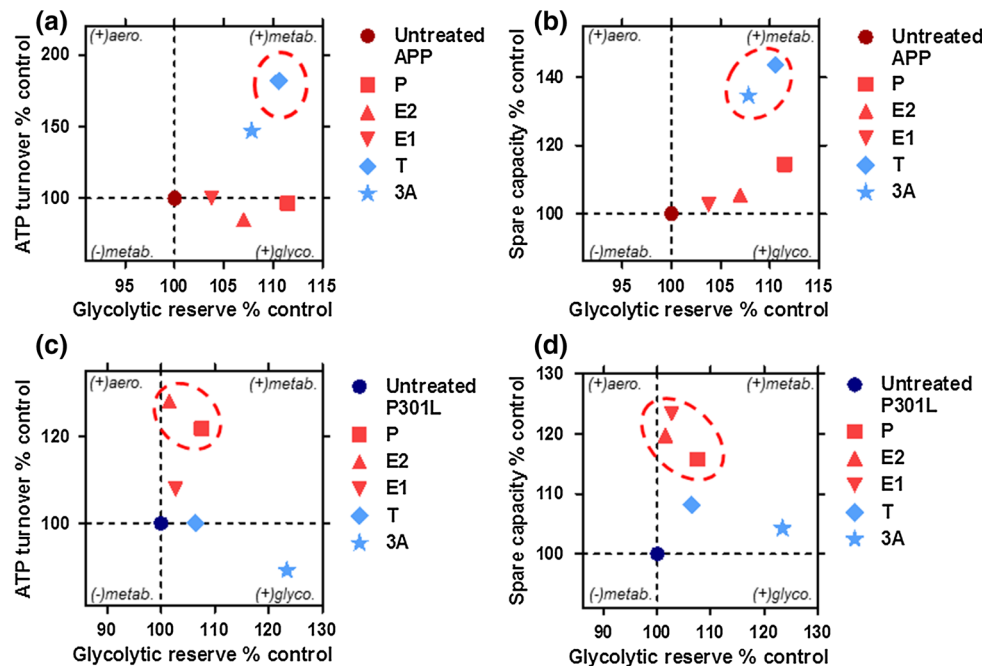 (a)
(+)aero.
(+)metab.
200
150
100
ATP turnover % control
(-)metab.
(+)glyco.
95 100 105 110 115
Glycolytic reserve % control
Untreated
APP
P
E2
E1
T
3A
(b)
(+)aero.
(+)metab.
140
120
100
Spare capacity % control
(-)metab.
(+)glyco.
95 100 105 110 115
Glycolytic reserve % control
Untreated
APP
P
E2
E1
T
3A
(c)
(+)aero.
(+)metab.
120
100
ATP turnover % control
(-)metab.
(+)glyco.
90 100 110 120 130
Glycolytic reserve % control
Untreated
P301L
P
E2
E1
T
3A
(d)
(+)aero.
(+)metab.
130
120
110
100
Spare capacity % control
(-)metab.
(+)glyco.
90 100 110 120 130
Glycolytic reserve % control
Untreated
P301L
P
E2
E1
T
3A